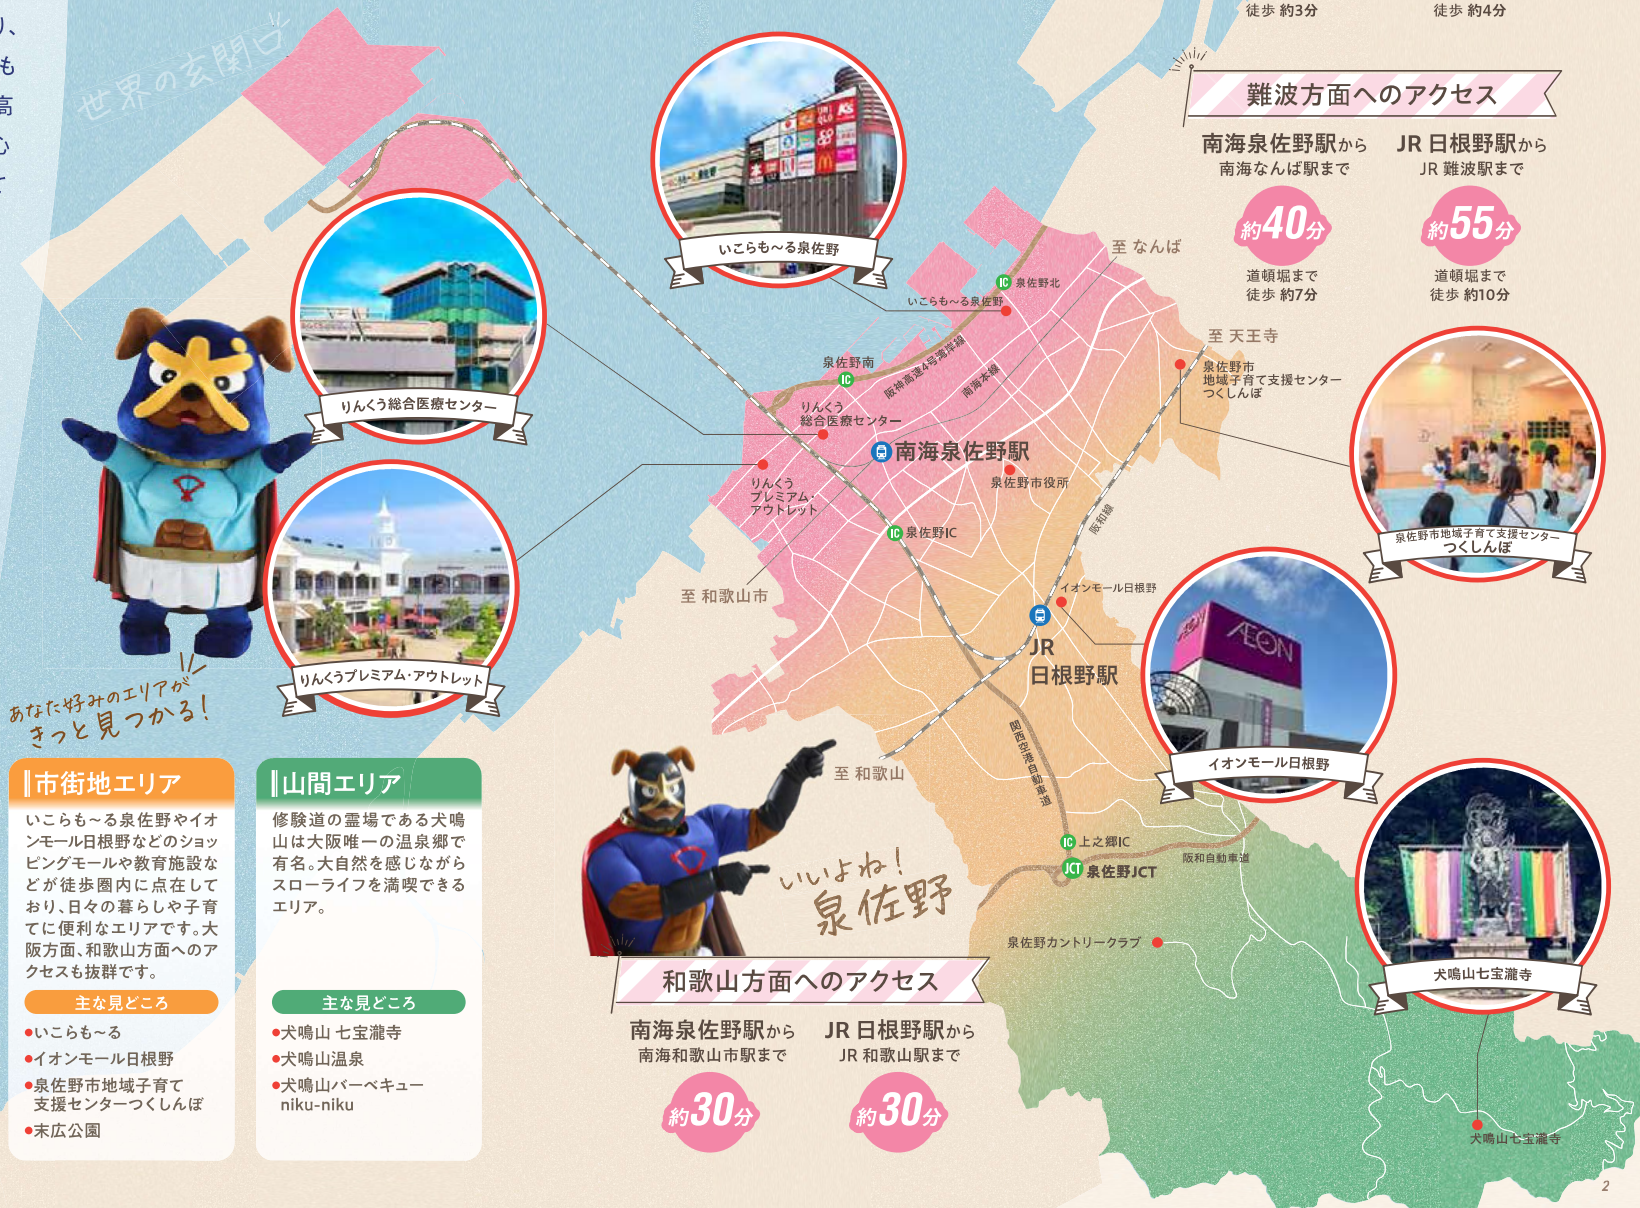 り、
も
高
心
て
世界の玄関口
徒歩 約3分
徒歩 約4分
難波方面へのアクセス
南海泉佐野駅から
南海なんば駅まで
約40分
道頓堀まで
徒歩 約7分
JR 日根野駅から
JR 難波駅まで
約55分
道頓堀まで
徒歩 約10分
いこらも〜る泉佐野
りんくう総合医療センター
りんくうプレミアム・アウトレット
至 なんば
IC 泉佐野北
いこらも〜る泉佐野
至 天王寺
泉佐野市
地域子育て支援センター
つくしんぼ
泉佐野南
IC
阪神高速4号湾岸線
南海本線
りんくう
総合医療センター
南海泉佐野駅
泉佐野市役所
りんくう
プレミアム・
アウトレット
IC 泉佐野IC
阪和線
至 和歌山市
イオンモール日根野
JR
日根野駅
泉佐野市地域子育て支援センター
つくしんぼ
AEON
イオンモール日根野
関西空港自動車道
至 和歌山
IC 上之郷IC
JCT 泉佐野JCT
阪和自動車道
泉佐野カントリークラブ
犬鳴山七宝瀧寺
犬鳴山七宝瀧寺
あなた好みのエリアが
きっと見つかる!
市街地エリア
いこらも〜る泉佐野やイオ
ンモール日根野などのショッ
ピングモールや教育施設な
どが徒歩圏内に点在して
おり、日々の暮らしや子育
てに便利なエリアです。大
阪方面、和歌山方面へのア
クセスも抜群です。
主な見どころ
●いこらも〜る
●イオンモール日根野
●泉佐野市地域子育て
支援センターつくしんぼ
●末広公園
山間エリア
修験道の霊場である犬鳴
山は大阪唯一の温泉郷で
有名。大自然を感じながら
スローライフを満喫できる
エリア。
主な見どころ
●犬鳴山 七宝瀧寺
●犬鳴山温泉
●犬鳴山バーベキュー
niku-niku
いいよね!
泉佐野
和歌山方面へのアクセス
南海泉佐野駅から
南海和歌山市駅まで
約30分
JR 日根野駅から
JR 和歌山駅まで
約30分
2